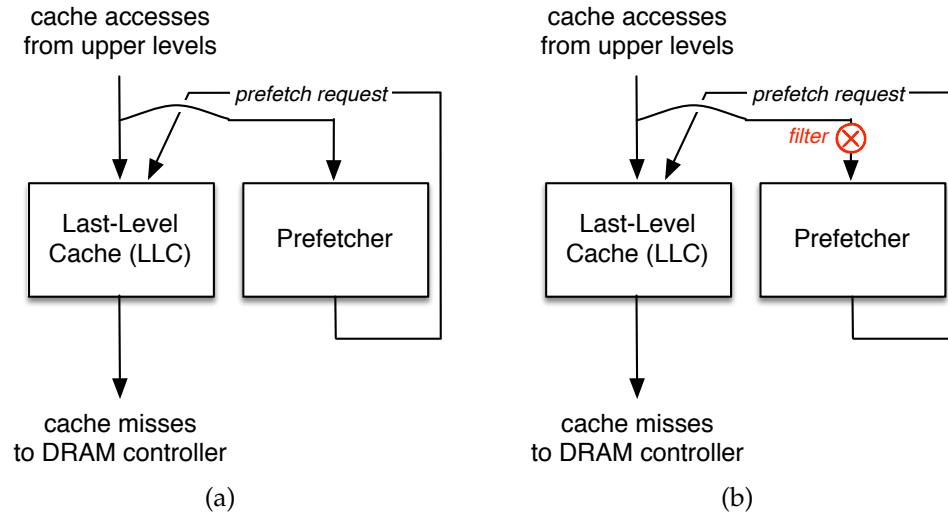 cache accesses
from upper levels
prefetch request
Last-Level
Cache (LLC)
Prefetcher
cache misses
to DRAM controller
(a)
cache accesses
from upper levels
prefetch request
filter
Last-Level
Cache (LLC)
Prefetcher
cache misses
to DRAM controller
(b)